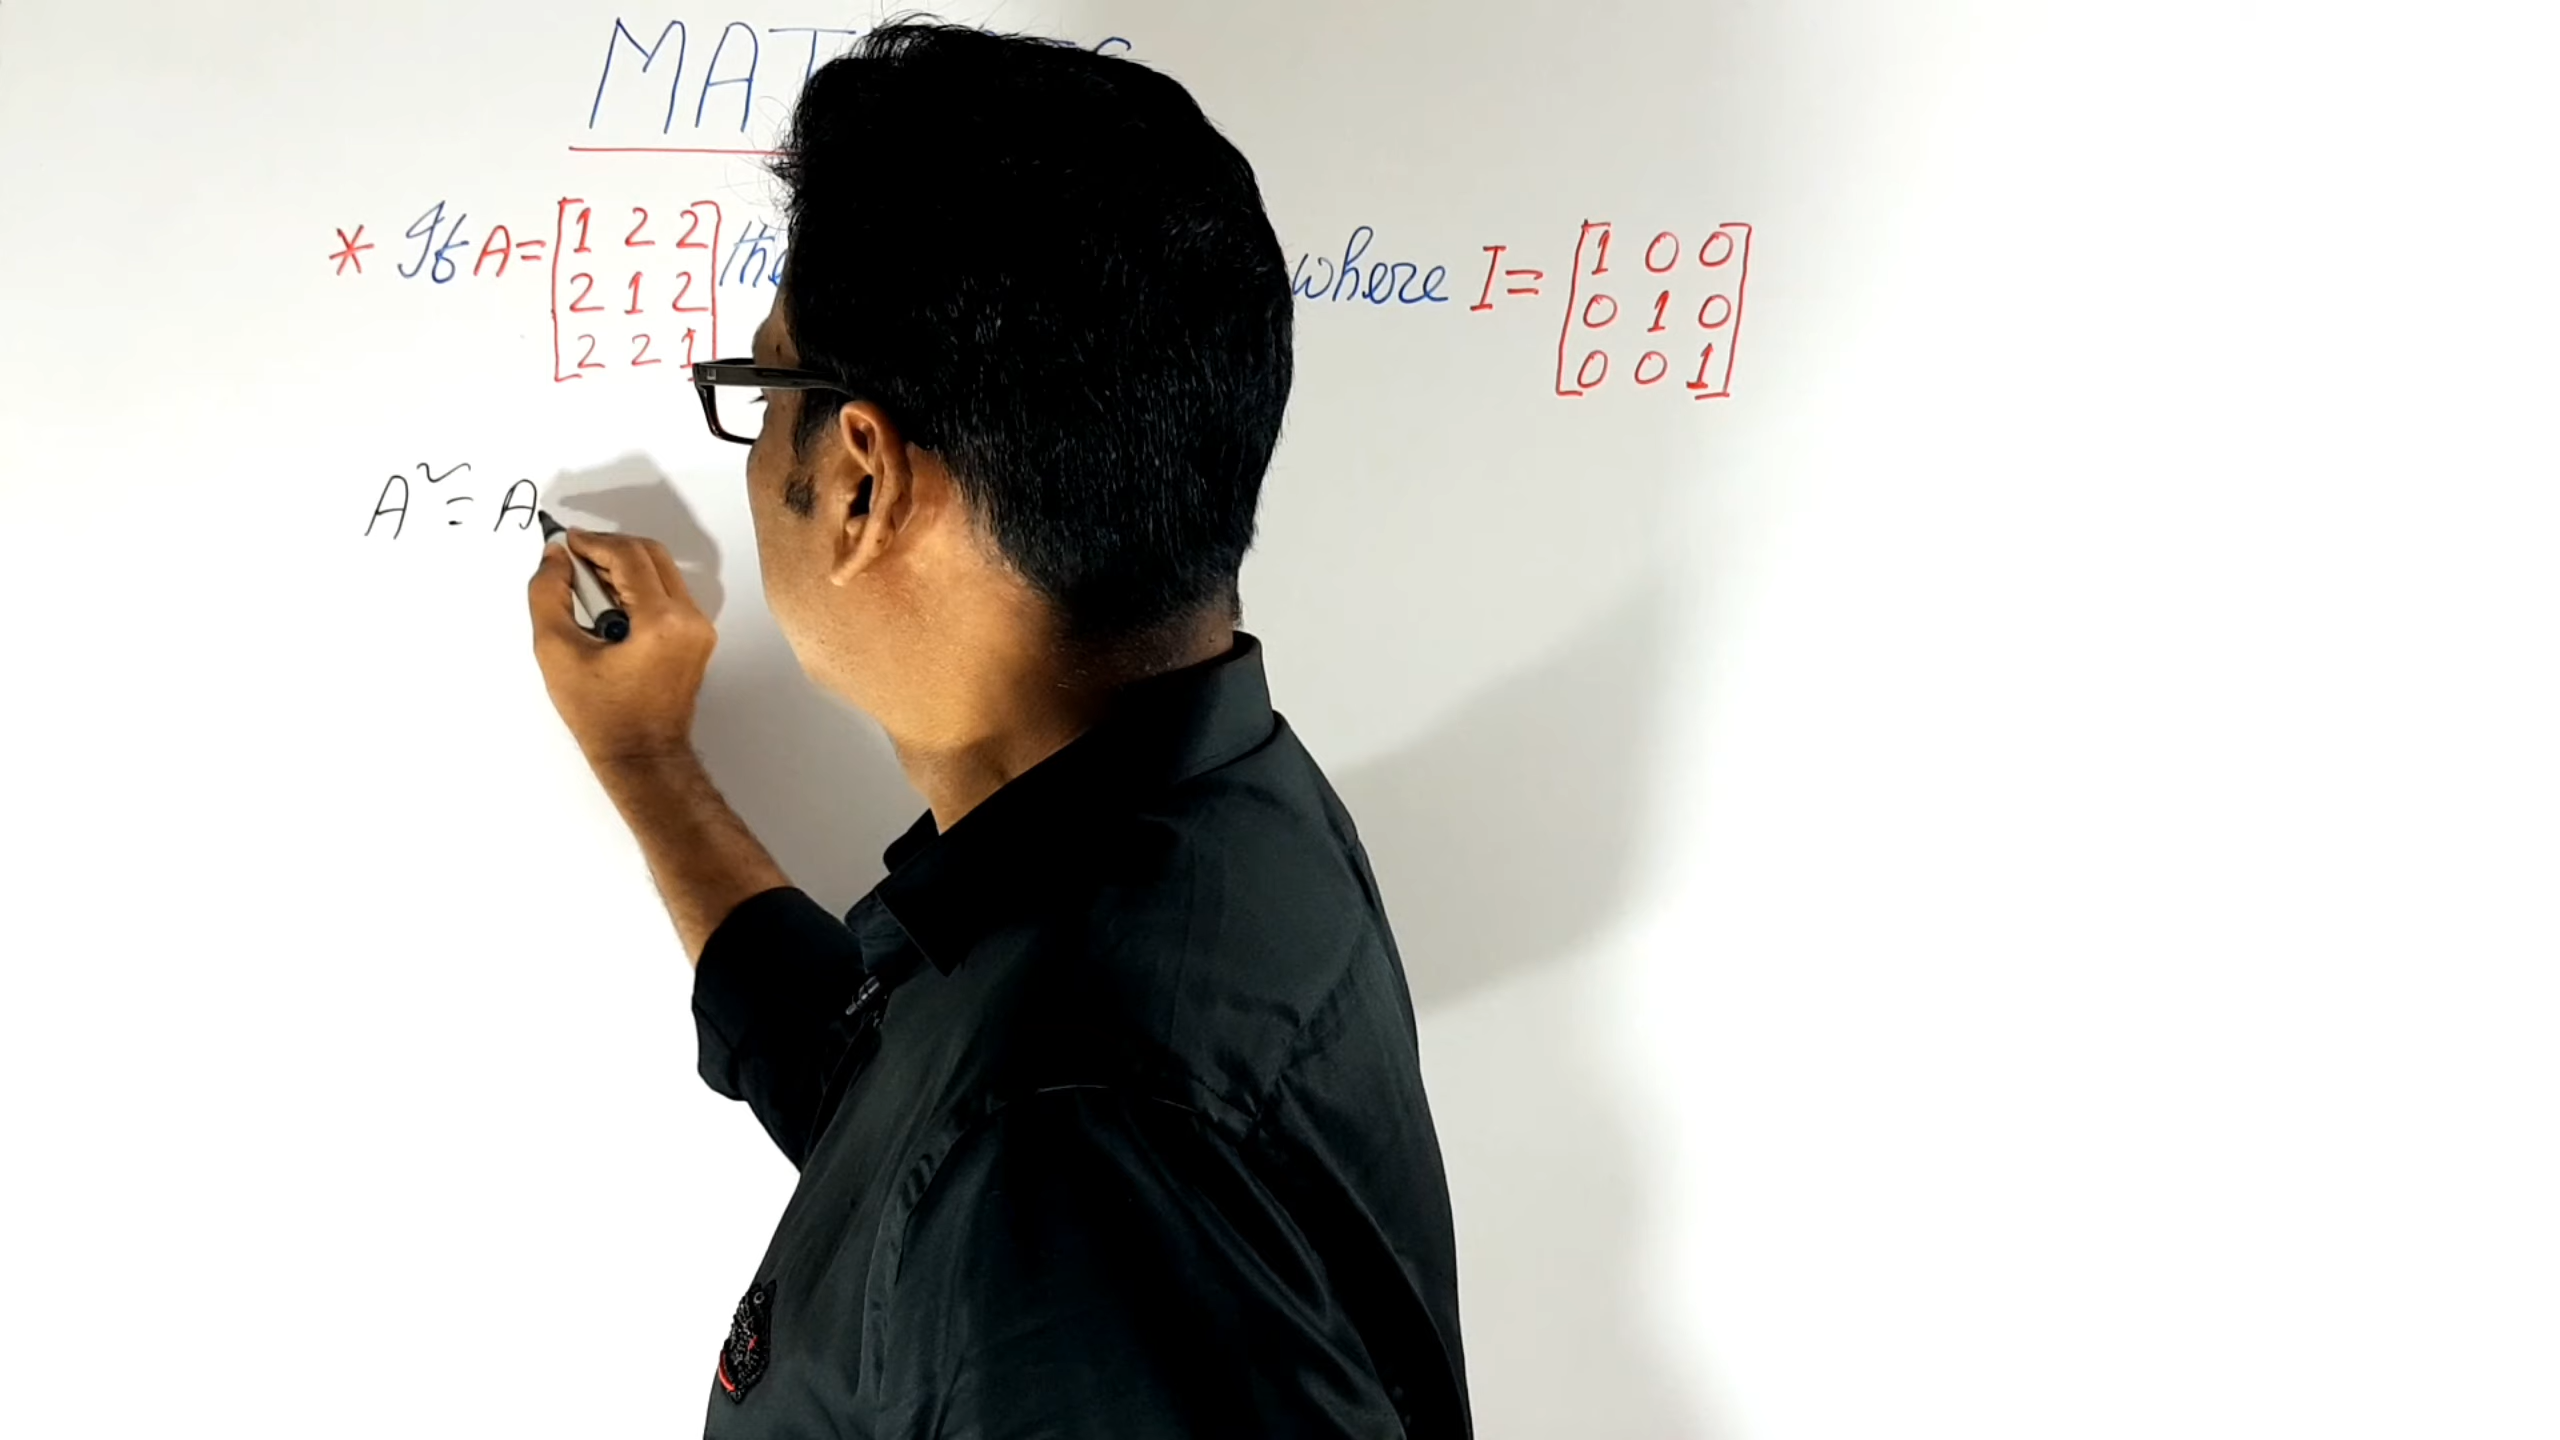 MAT
* If A = [1 2 2 where I = [1 0 0
2 1 2 0 1 0
2 2 1] 0 0 1]
A² = A